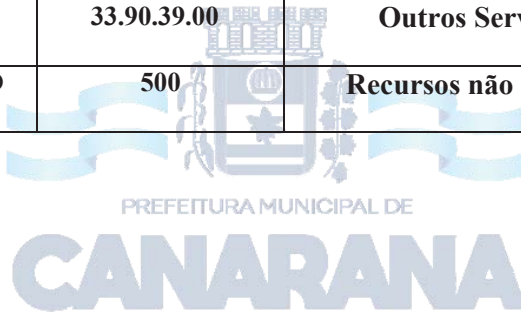 33.90.39.00 Outros Serv
500 Recursos não
PREFEITURA MUNICIPAL DE
CANARANA